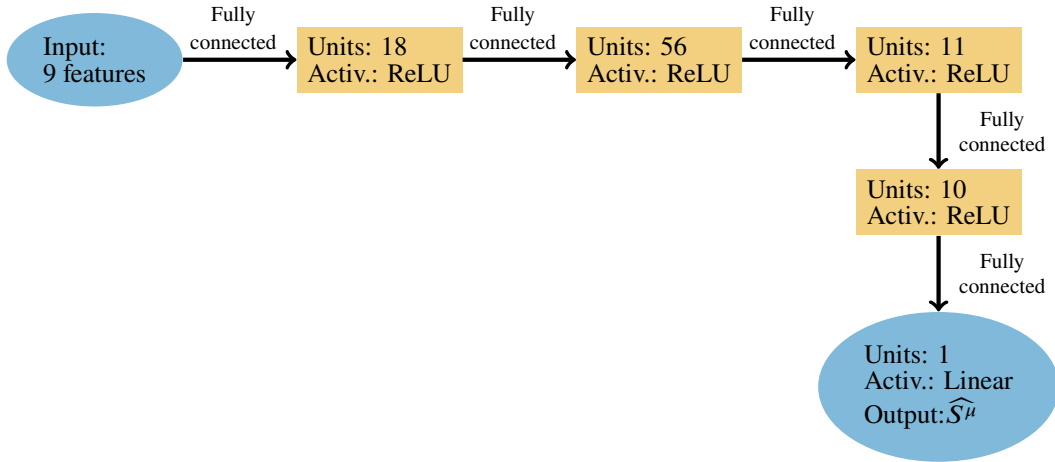 Input:
9 features
Fully
connected
Units: 18
Activ.: ReLU
Fully
connected
Units: 56
Activ.: ReLU
Fully
connected
Units: 11
Activ.: ReLU
Fully
connected
Units: 10
Activ.: ReLU
Fully
connected
Units: 1
Activ.: Linear
Output:$\widehat{S^\mu}$